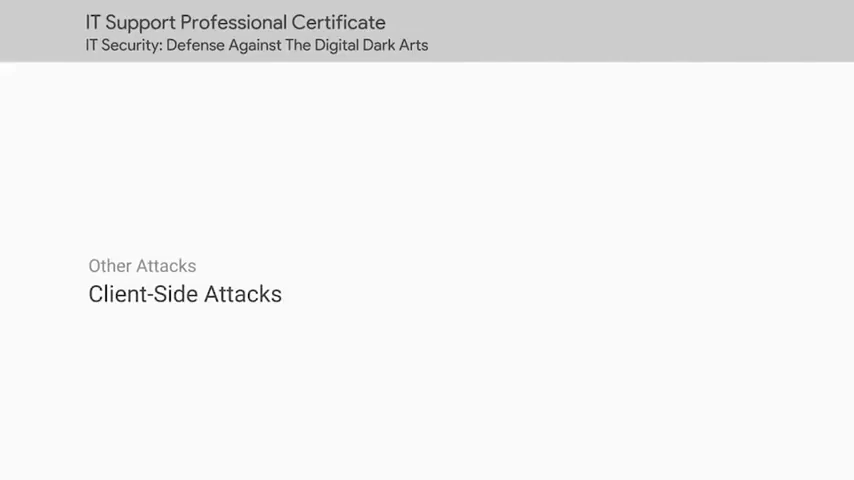 IT Support Professional Certificate
IT Security: Defense Against The Digital Dark Arts
Other Attacks
Client-Side Attacks